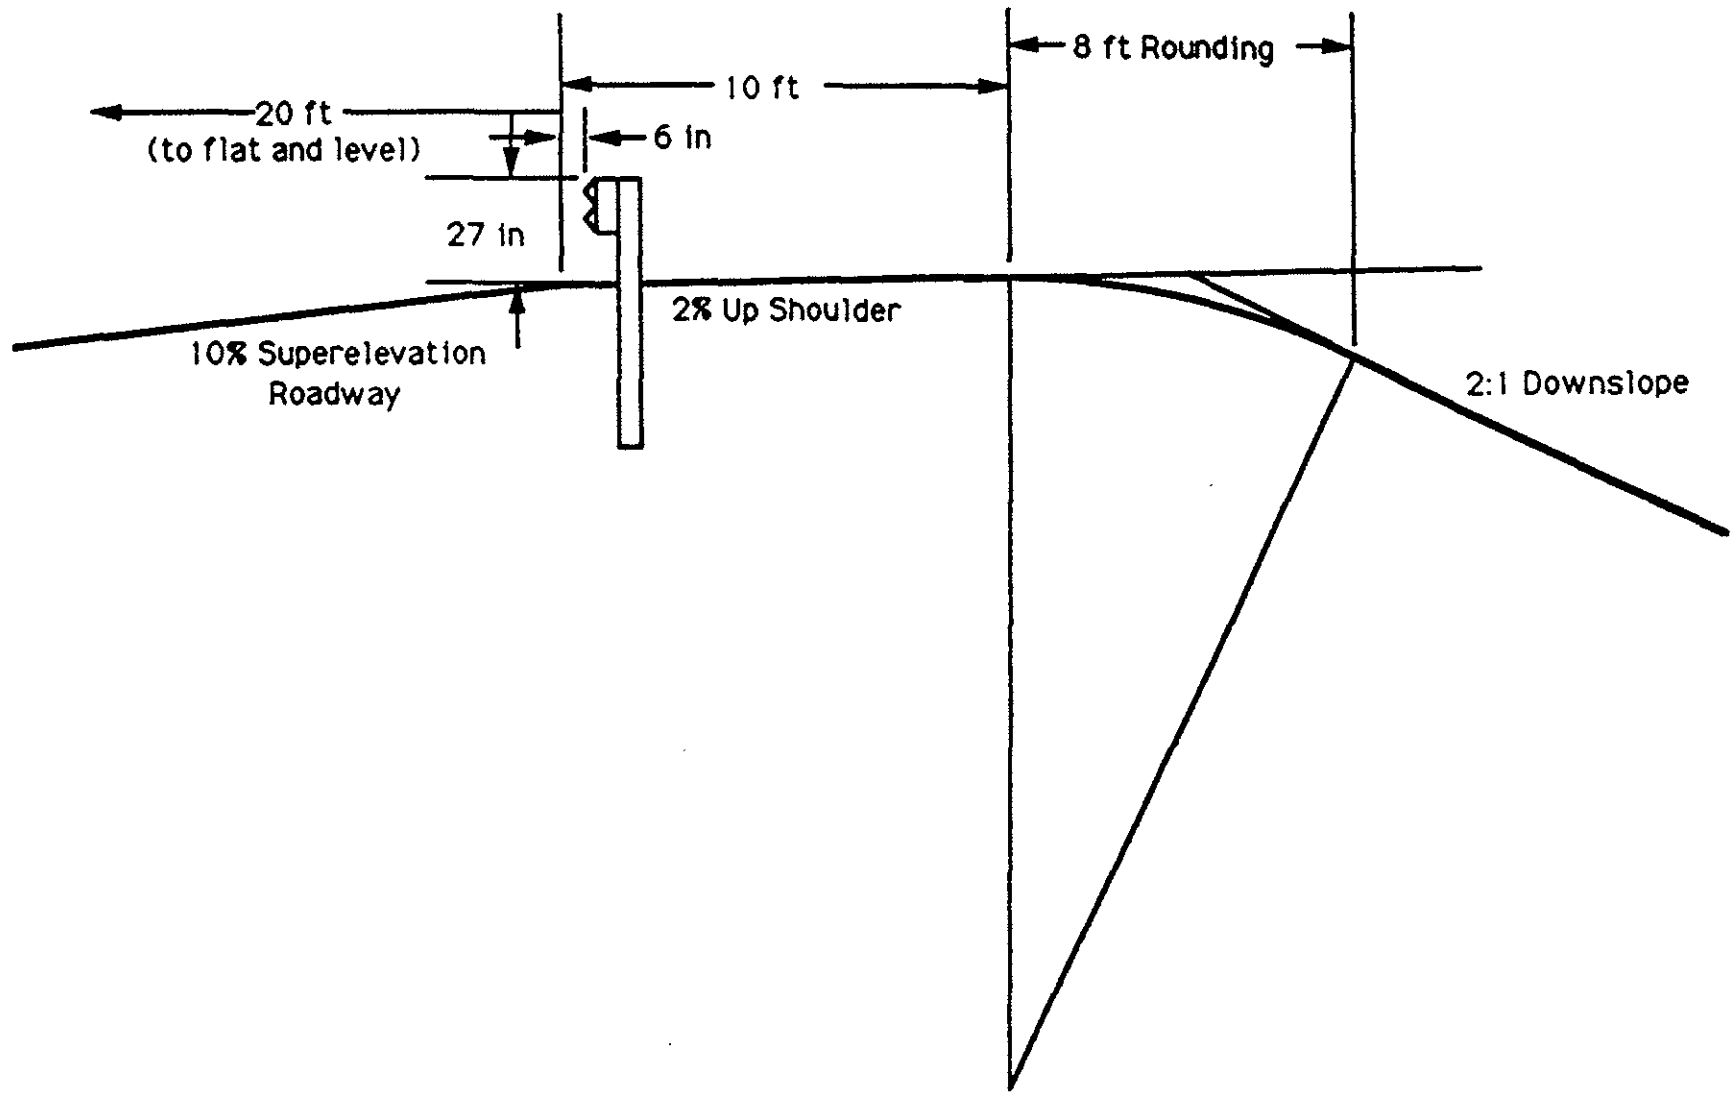 8 ft Rounding
10 ft
20 ft
(to flat and level)
6 in
27 in
2% Up Shoulder
10% Superelevation
Roadway
2:1 Downslope